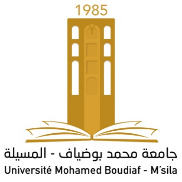 1985
جامعة محمد بوضياف - المسيلة
Université Mohamed Boudiaf - M'sila